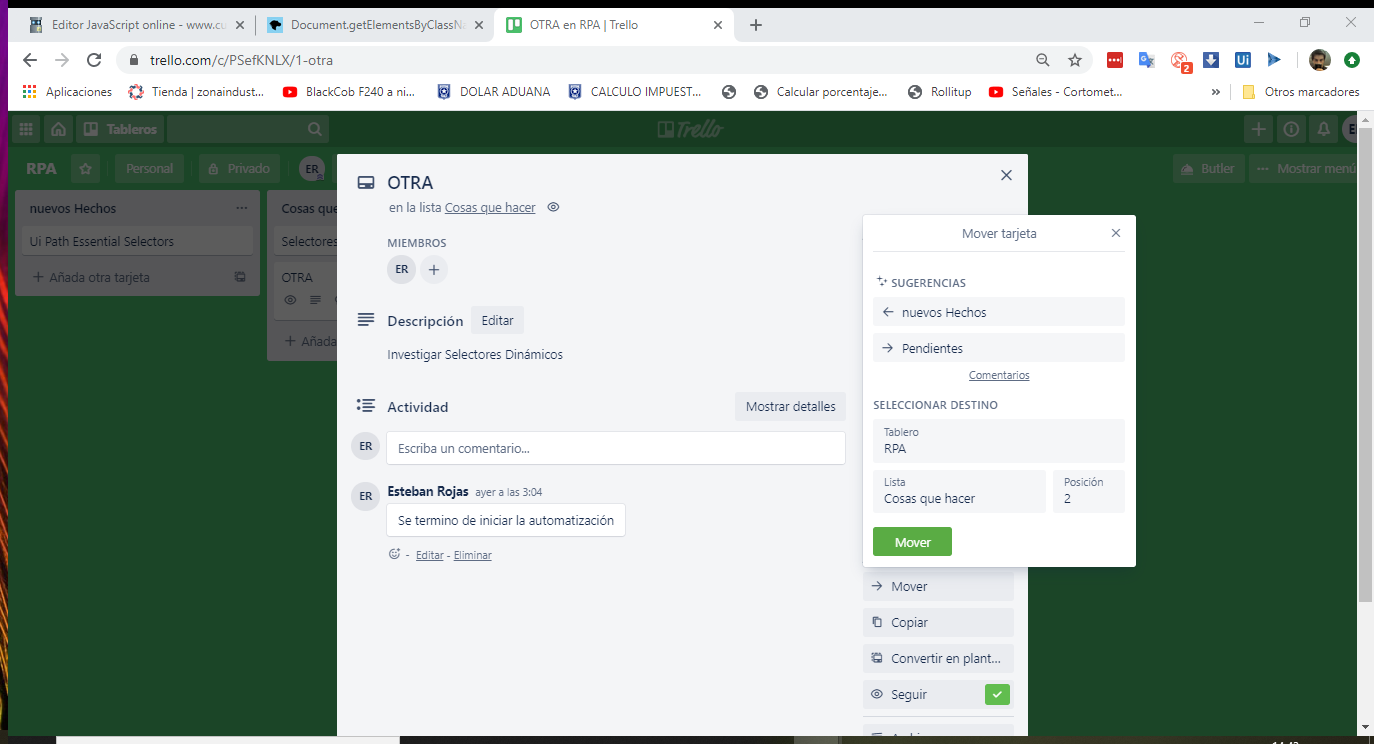 Editor JavaScript online - www.cu
Document.getElementsByClassNa
OTRA en RPA | Trello
trello.com/c/PSefKNLX/1-otra
2
Ui
Aplicaciones
Tienda | zonaindust...
BlackCob F240 a ni...
DOLAR ADUANA
CALCULO IMPUEST...
Calcular porcentaje...
Rollitup
Señales - Cortomet...
»
Otros marcadores
Tableros
Trello
RPA
Personal
Privado
ER
Butler
Mostrar menú
nuevos Hechos
Ui Path Essential Selectors
+ Añada otra tarjeta
Cosas que
Selectores
OTRA
+ Añada
OTRA
en la lista Cosas que hacer
MIEMBROS
ER
Descripción
Editar
Investigar Selectores Dinámicos
Actividad
Mostrar detalles
ER
Escriba un comentario...
ER
Esteban Rojas ayer a las 3:04
Se termino de iniciar la automatización
- Editar - Eliminar
Mover tarjeta
SUGERENCIAS
nuevos Hechos
Pendientes
Comentarios
SELECCIONAR DESTINO
Tablero
RPA
Lista
Cosas que hacer
Posición
2
Mover
Mover
Copiar
Convertir en plant...
Seguir